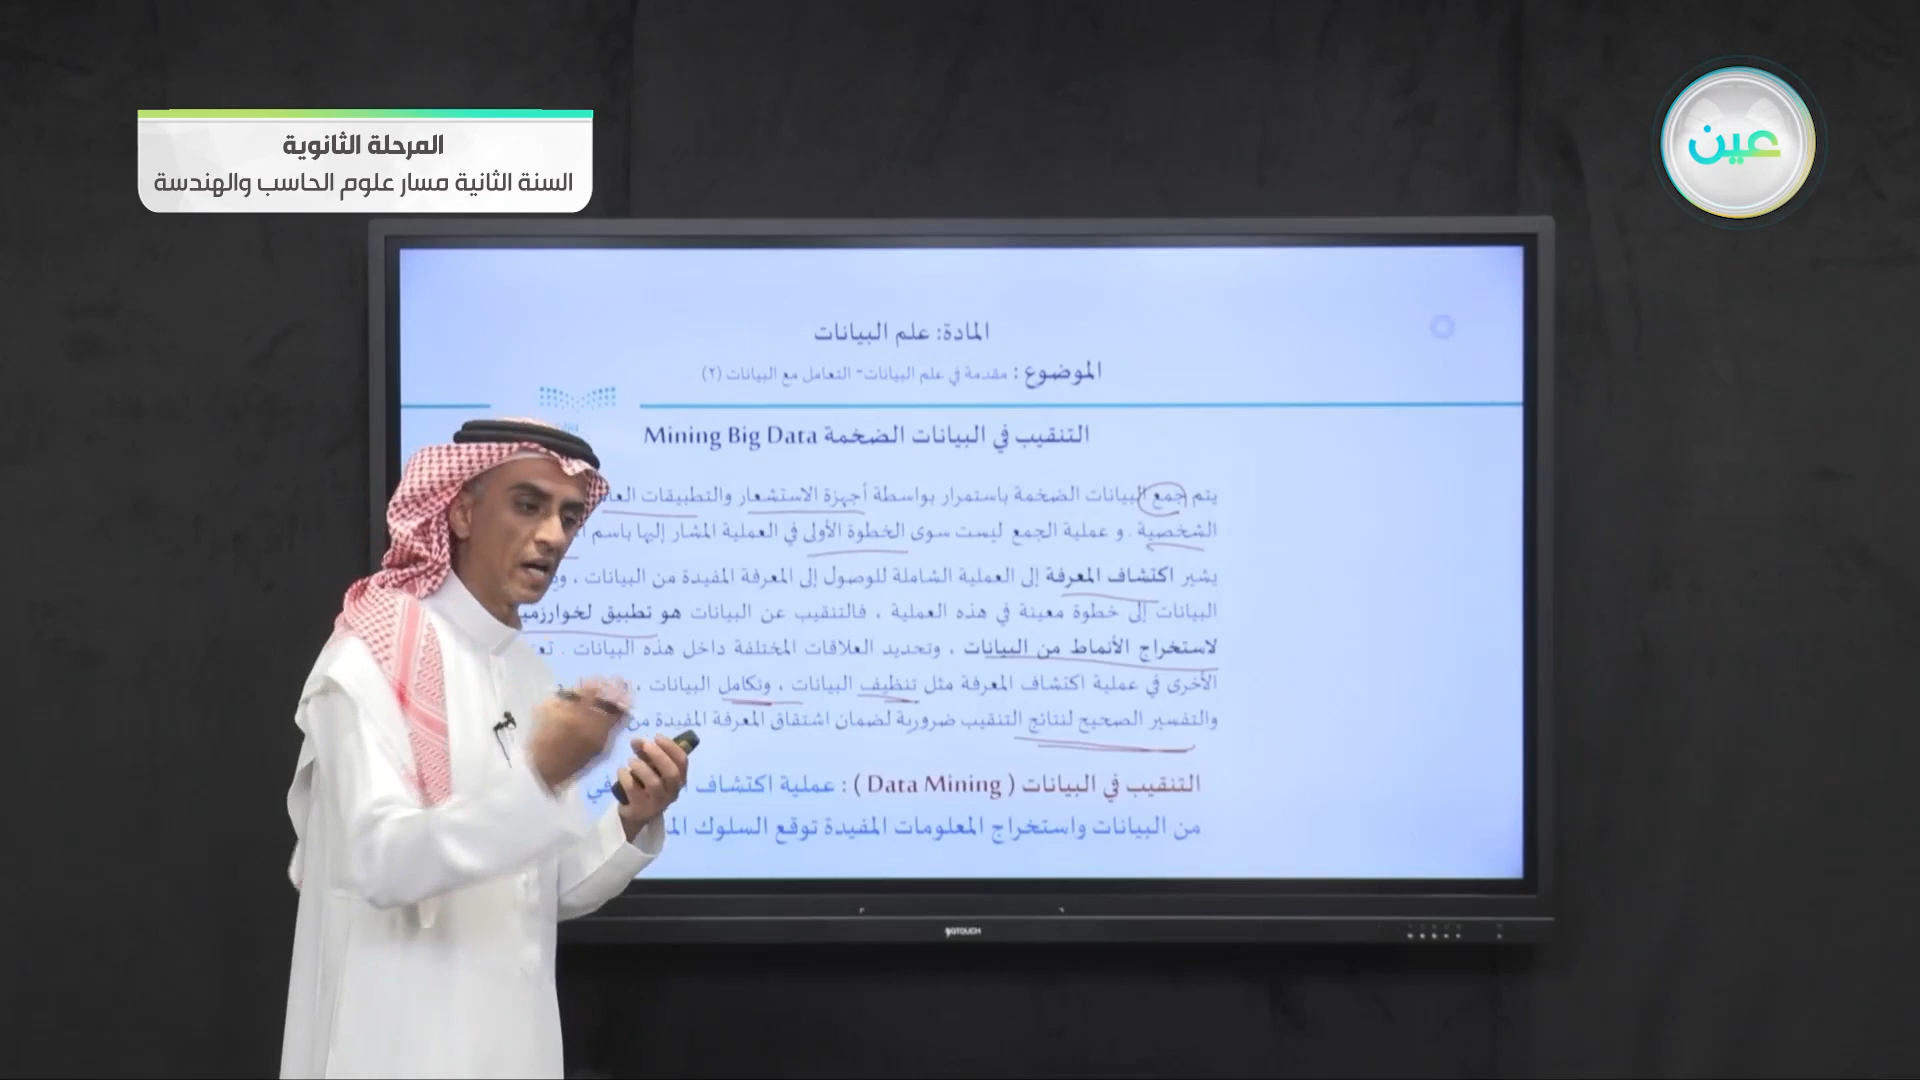 المرحلة الثانوية
السنة الثانية مسار علوم الحاسب والهندسة
عين
المادة: علم البيانات
الموضوع : مقدمة في علم البيانات- التعامل مع البيانات (٢)
التنقيب في البيانات الضخمة Mining Big Data
يتم جمع البيانات الضخمة باستمرار بواسطة أجهزة الاستشعار والتطبيقات
الشخصية . و عملية الجمع ليست سوى الخطوة الأولى في العملية المشار إليها باسم
يشير اكتشاف المعرفة إلى العملية الشاملة للوصول إلى المعرفة المفيدة من البيانات ،
البيانات إلى خطوة معينة في هذه العملية ، فالتنقيب عن البيانات هو تطبيق
لاستخراج الأنماط من البيانات ، وتحديد العلاقات المختلفة داخل هذه البيانات .
الأخرى في عملية اكتشاف المعرفة مثل تنظيف البيانات ، وتكامل البيانات ،
والتفسير الصحيح لنتائج التنقيب ضرورية لضمان اشتقاق المعرفة المفيدة من
التنقيب في البيانات ( Data Mining ) : عملية اكتشاف في
من البيانات واستخراج المعلومات المفيدة توقع السلوك